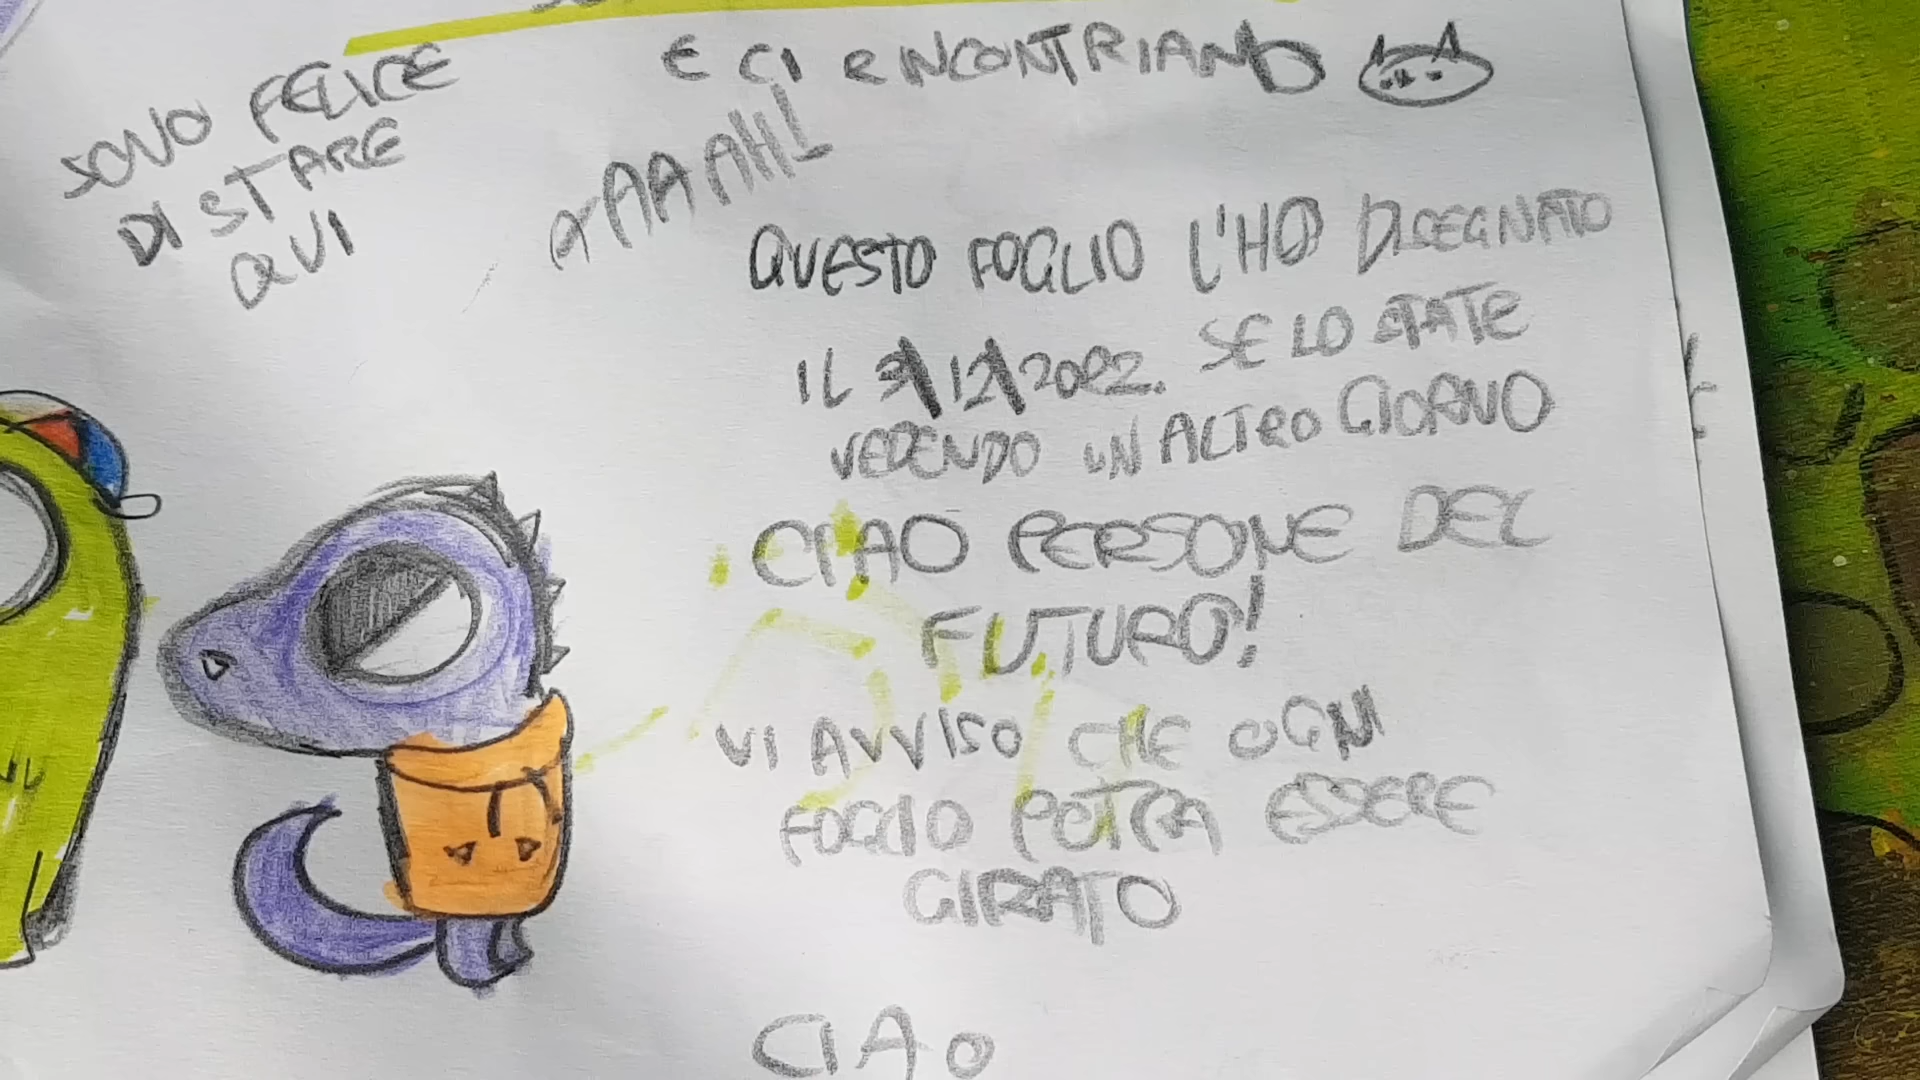 SONO FELICE
DI STARE
QUI
E CI ENCONTRIAMO
AAAAH!
QUESTO FOGLIO L'HO DISEGNATO
IL 3\12\2022. SE LO STATE
VEDENDO UN ALTRO GIORNO
CIAO PERSONE DEL
FUTURO!
VI AVVISO CHE OGNI
FOGLIO POTRA ESSERE
GIRATO
CIAO